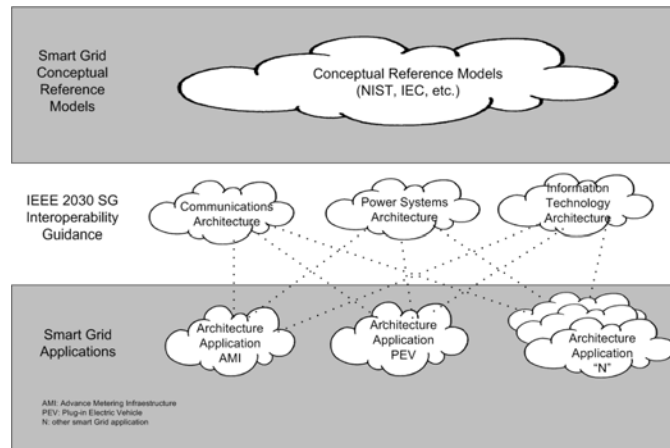 Smart Grid
Conceptual
Reference
Models
Conceptual Reference Models
(NIST, IEC, etc.)
IEEE 2030 SG
Interoperability
Guidance
Communications
Architecture
Power Systems
Architecture
Information
Technology
Architecture
Smart Grid
Applications
Architecture
Application
AMI
Architecture
Application
PEV
Architecture
Application
"N"
AMI: Advance Metering Infraestructure
PEV: Plug-in Electric Vehicle
N: other smart Grid application